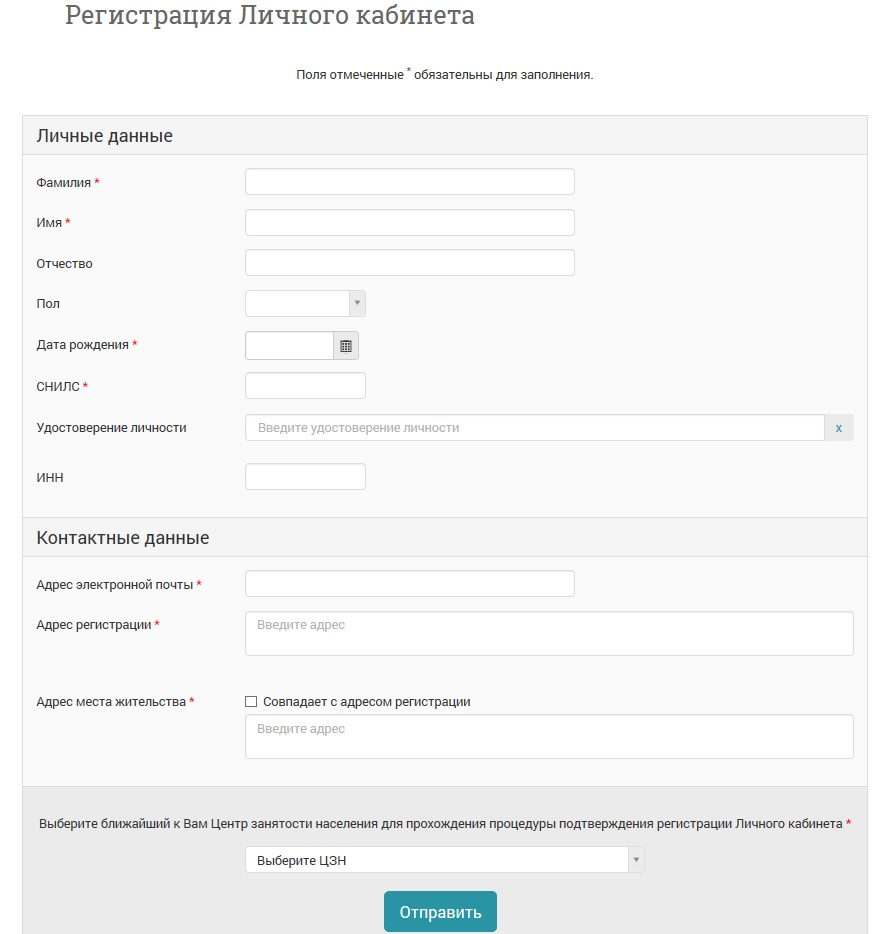 Регистрация Личного кабинета
Поля отмеченные * обязательны для заполнения.
Личные данные
Фамилия *
Имя *
Отчество
Пол
Дата рождения *
СНИЛС *
Удостоверение личности Введите удостоверение личности x
ИНН
Контактные данные
Адрес электронной почты *
Адрес регистрации * Введите адрес
Адрес места жительства * Совпадает с адресом регистрации
Введите адрес
Выберите ближайший к Вам Центр занятости населения для прохождения процедуры подтверждения регистрации Личного кабинета *
Выберите ЦЗН
Отправить